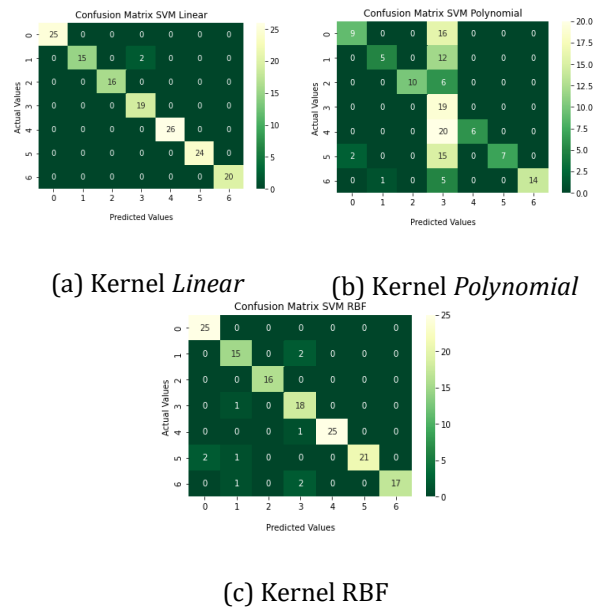 Confusion Matrix SVM Linear
0 25 0 0 0 0 0 0
1 0 15 0 2 0 0 0
2 0 0 16 0 0 0 0
3 0 0 0 19 0 0 0
4 0 0 0 0 26 0 0
5 0 0 0 0 0 24 0
6 0 0 0 0 0 0 20
0 1 2 3 4 5 6
Actual Values
Predicted Values
25
20
15
10
5
0
Confusion Matrix SVM Polynomial
0 9 0 0 16 0 0 0
1 0 5 0 12 0 0 0
2 0 0 10 6 0 0 0
3 0 0 0 19 0 0 0
4 0 0 0 20 6 0 0
5 2 0 0 15 0 7 0
6 0 1 0 5 0 0 14
0 1 2 3 4 5 6
Actual Values
Predicted Values
20.0
17.5
15.0
12.5
10.0
7.5
5.0
2.5
0.0
(a) Kernel Linear
(b) Kernel Polynomial
Confusion Matrix SVM RBF
0 25 0 0 0 0 0 0
1 0 15 0 2 0 0 0
2 0 0 16 0 0 0 0
3 0 1 0 18 0 0 0
4 0 0 0 1 25 0 0
5 2 1 0 0 0 21 0
6 0 1 0 2 0 0 17
0 1 2 3 4 5 6
Actual Values
Predicted Values
25
20
15
10
5
0
(c) Kernel RBF